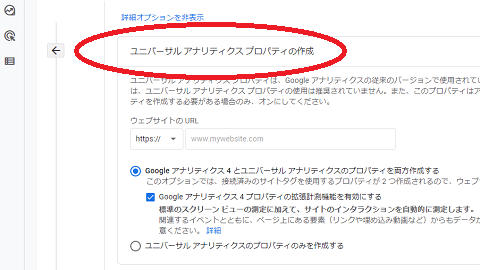 詳細オプションを非表示
ユニバーサル アナリティクス プロパティの作成
ユニバーサル アナリティクス プロパティは、Google アナリティクスの従来のバージョンで使用されてい
は、ユニバーサル アナリティクス プロパティの使用は推奨されていません。また、このプロパティはア
ティを作成する必要がある場合のみ、オンにしてください。
ウェブサイトの URL
https:// www.mywebsite.com
Google アナリティクス 4 とユニバーサル アナリティクスのプロパティを両方作成する
このオプションでは、接続済みのサイトタグを使用するプロパティが 2 つ作成されるので、ウェブ
Google アナリティクス 4 プロパティの拡張計測機能を有効にする
標準のスクリーン ビューの測定に加えて、サイトのインタラクションを自動的に測定します。
関連するイベントとともに、ページ上にある要素（リンクや埋め込み動画など）からもデータが
意ください。詳細
ユニバーサル アナリティクスのプロパティのみを作成する